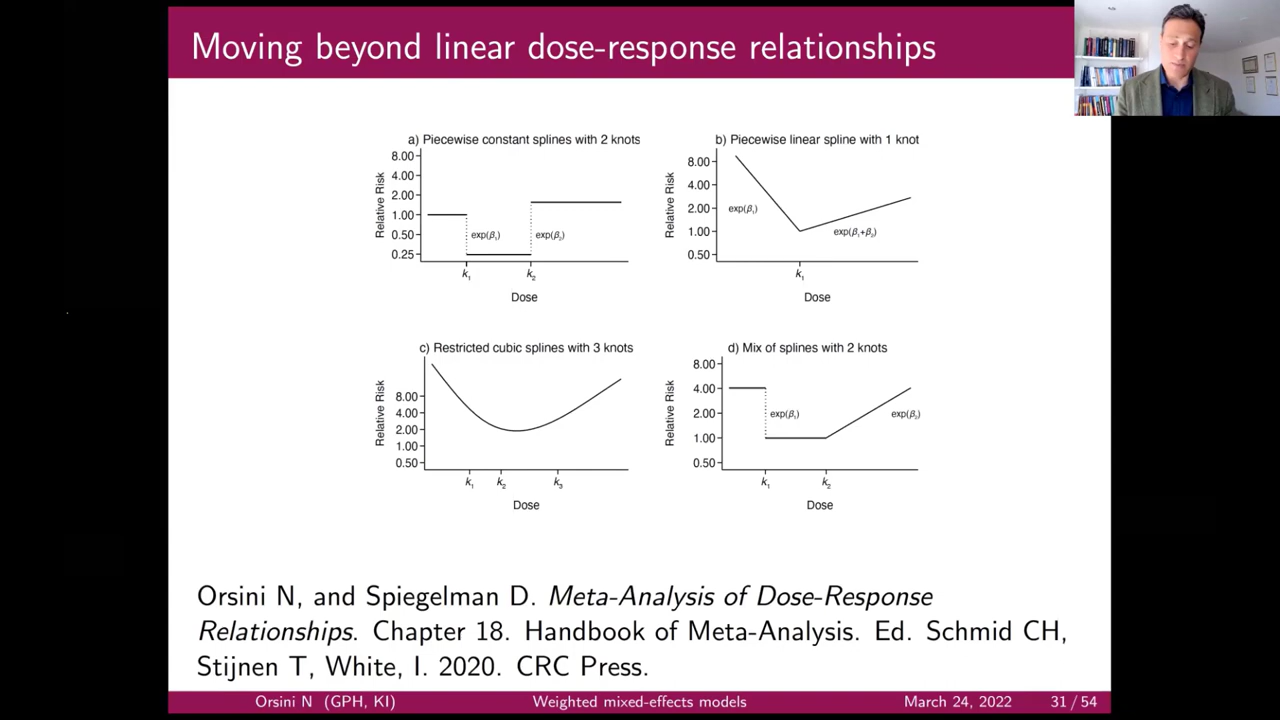 Moving beyond linear dose-response relationships
a) Piecewise constant splines with 2 knots
8.00
4.00
2.00
1.00
0.50
0.25
Relative Risk
exp(β₁)
exp(β₂)
k₁
k₂
Dose
b) Piecewise linear spline with 1 knot
8.00
4.00
2.00
1.00
0.50
Relative Risk
exp(β₁)
exp(β₁+β₂)
k₁
Dose
c) Restricted cubic splines with 3 knots
8.00
4.00
2.00
1.00
0.50
Relative Risk
k₁
k₂
k₃
Dose
d) Mix of splines with 2 knots
8.00
4.00
2.00
1.00
0.50
Relative Risk
exp(β₁)
exp(β₂)
k₁
k₂
Dose
Orsini N, and Spiegelman D. Meta-Analysis of Dose-Response
Relationships. Chapter 18. Handbook of Meta-Analysis. Ed. Schmid CH,
Stijnen T, White, I. 2020. CRC Press.
Orsini N (GPH, KI) Weighted mixed-effects models March 24, 2022 31 / 54